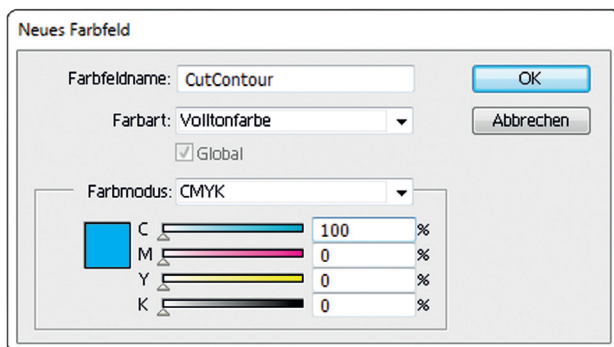 Neues Farbfeld
Farbfeldname: CutContour
OK
Farbart: Volltonfarbe
Abbrechen
Global
Farbmodus: CMYK
C 100 %
M 0 %
Y 0 %
K 0 %